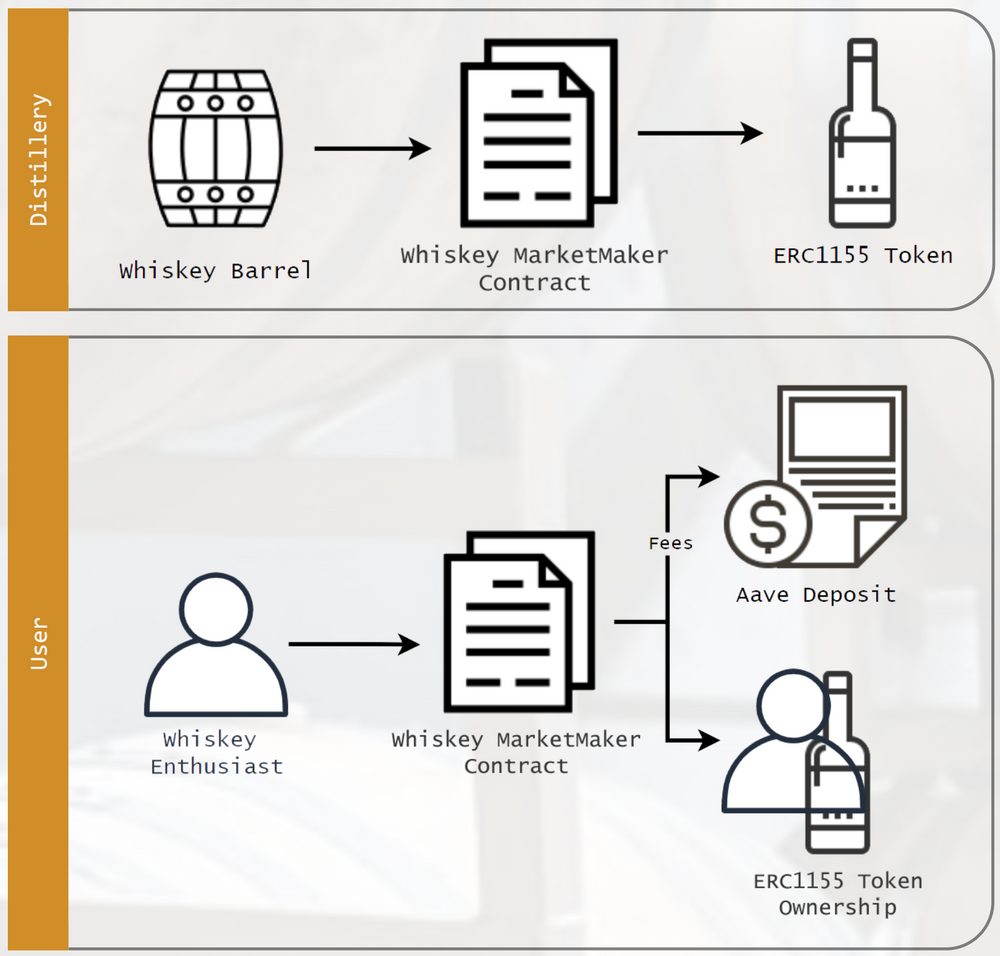 Distillery
Whiskey Barrel
Whiskey MarketMaker
Contract
ERC1155 Token
User
Whiskey
Enthusiast
Whiskey MarketMaker
Contract
Fees
$
Aave Deposit
ERC1155 Token
Ownership